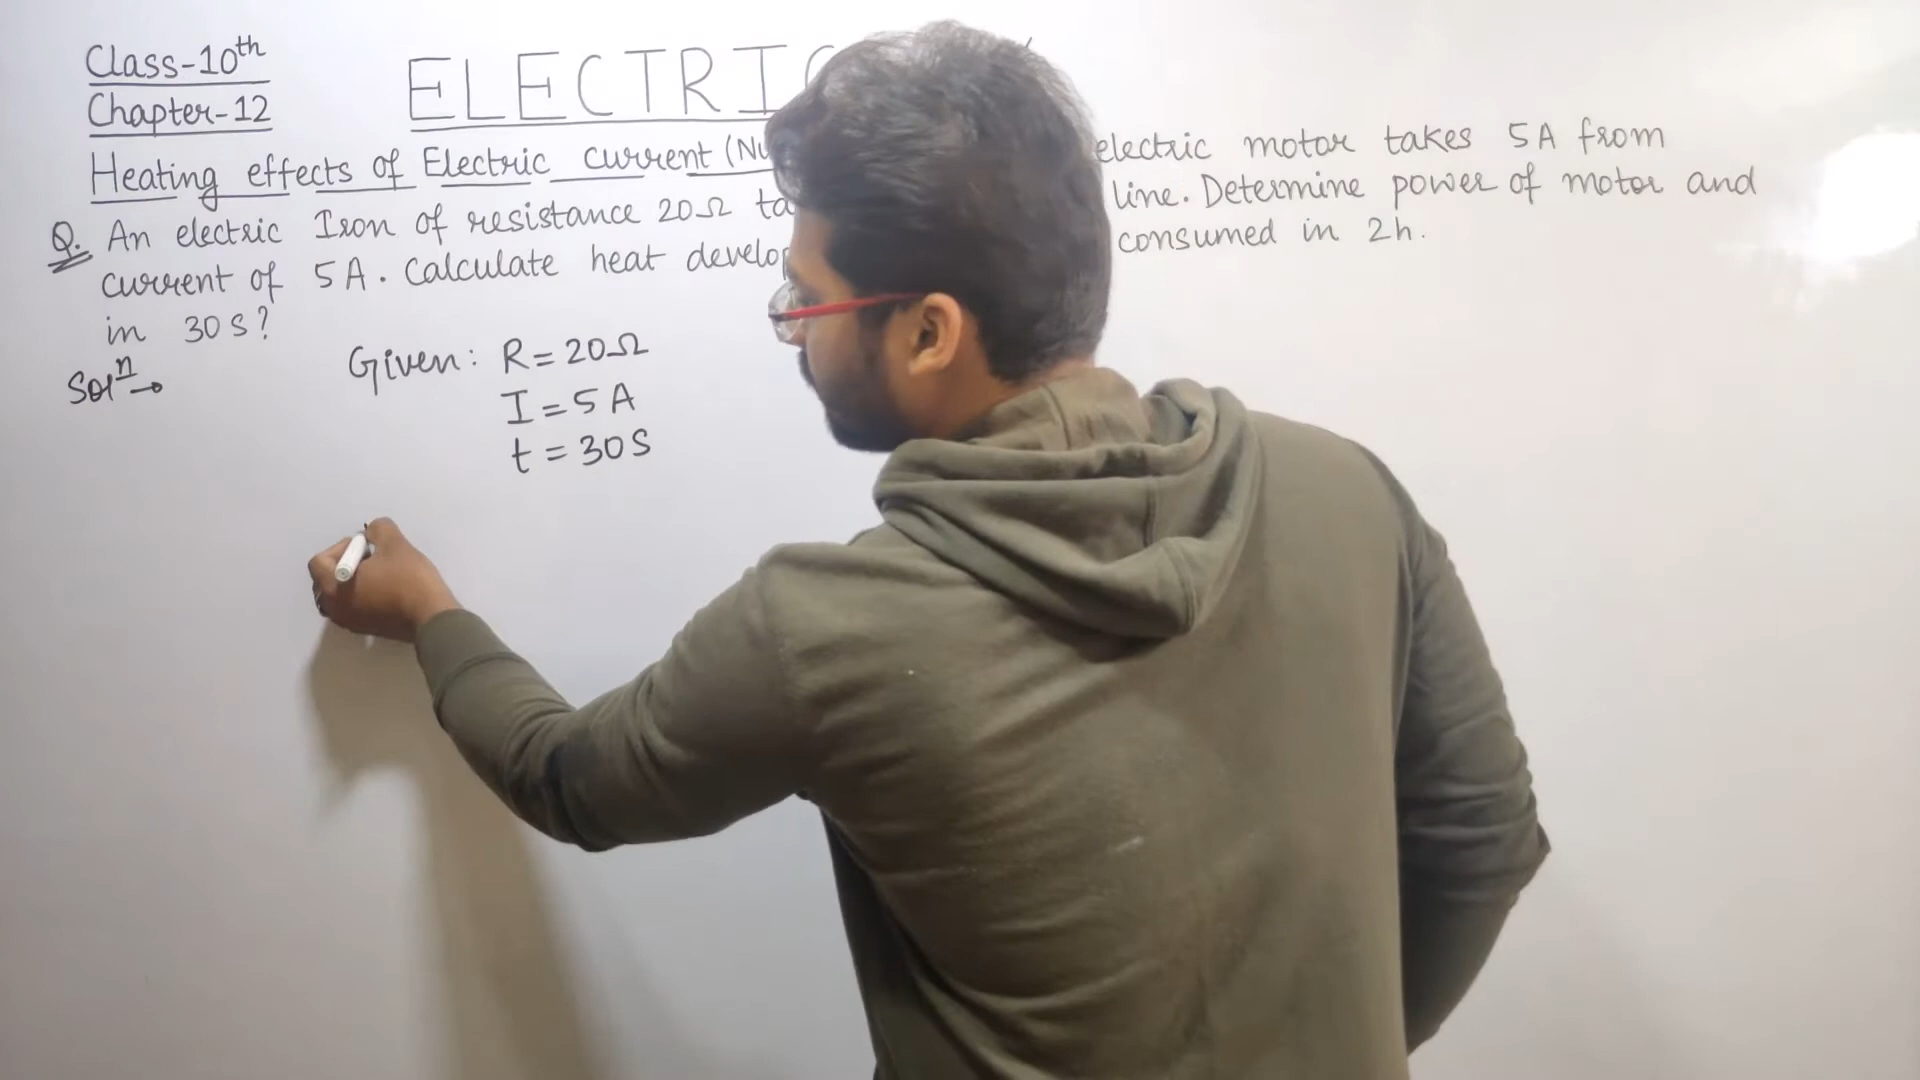 Class-10th
Chapter-12
ELECTRIC
Heating effects of Electric current (Nu
Q. An electric Iron of resistance 20Ω ta
current of 5A. Calculate heat develop
in 30s?
Solⁿ→
Given: R = 20Ω
I = 5A
t = 30S
electric motor takes 5A from
line. Determine power of motor and
consumed in 2h.